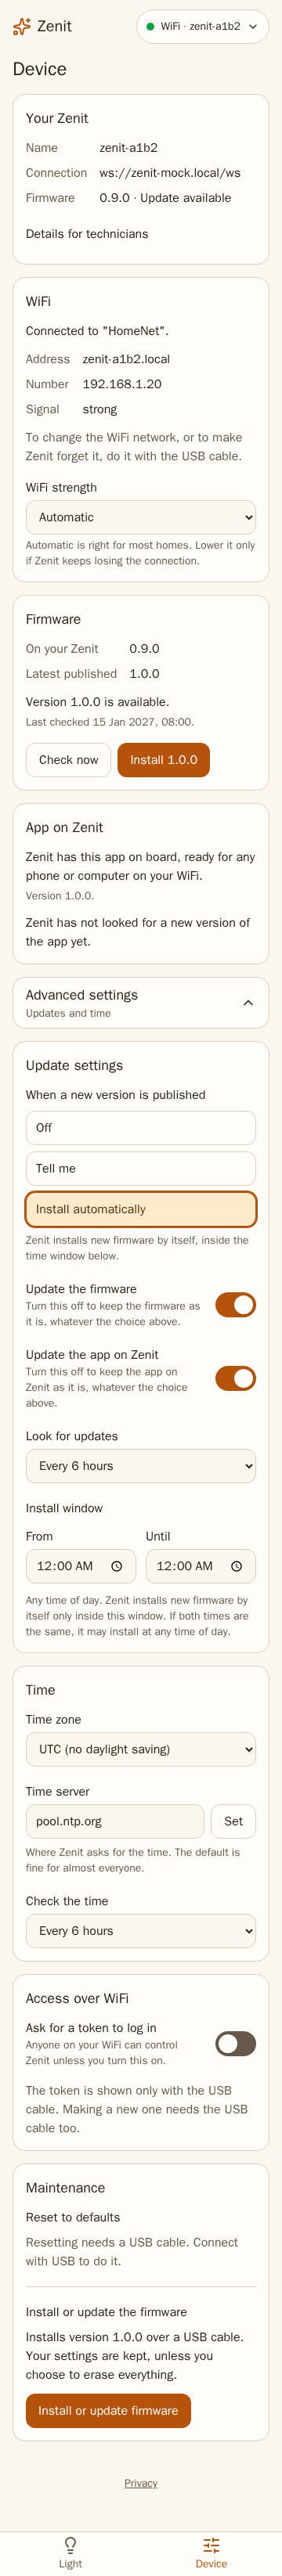 Zenit
WiFi · zenit-a1b2
Device
Your Zenit
Name zenit-a1b2
Connection ws://zenit-mock.local/ws
Firmware 0.9.0 · Update available
Details for technicians
WiFi
Connected to "HomeNet".
Address zenit-a1b2.local
Number 192.168.1.20
Signal strong
To change the WiFi network, or to make
Zenit forget it, do it with the USB cable.
WiFi strength
Automatic
Automatic is right for most homes. Lower it only
if Zenit keeps losing the connection.
Firmware
On your Zenit 0.9.0
Latest published 1.0.0
Version 1.0.0 is available.
Last checked 15 Jan 2027, 08:00.
Check now Install 1.0.0
App on Zenit
Zenit has this app on board, ready for any
phone or computer on your WiFi.
Version 1.0.0.
Zenit has not looked for a new version of
the app yet.
Advanced settings
Updates and time
Update settings
When a new version is published
Off
Tell me
Install automatically
Zenit installs new firmware by itself, inside the
time window below.
Update the firmware
Turn this off to keep the firmware as
it is, whatever the choice above.
Update the app on Zenit
Turn this off to keep the app on
Zenit as it is, whatever the choice
above.
Look for updates
Every 6 hours
Install window
From Until
12:00 AM 12:00 AM
Any time of day. Zenit installs new firmware by
itself only inside this window. If both times are
the same, it may install at any time of day.
Time
Time zone
UTC (no daylight saving)
Time server
pool.ntp.org Set
Where Zenit asks for the time. The default is
fine for almost everyone.
Check the time
Every 6 hours
Access over WiFi
Ask for a token to log in
Anyone on your WiFi can control
Zenit unless you turn this on.
The token is shown only with the USB
cable. Making a new one needs the USB
cable too.
Maintenance
Reset to defaults
Resetting needs a USB cable. Connect
with USB to do it.
Install or update the firmware
Installs version 1.0.0 over a USB cable.
Your settings are kept, unless you
choose to erase everything.
Install or update firmware
Privacy
Light Device